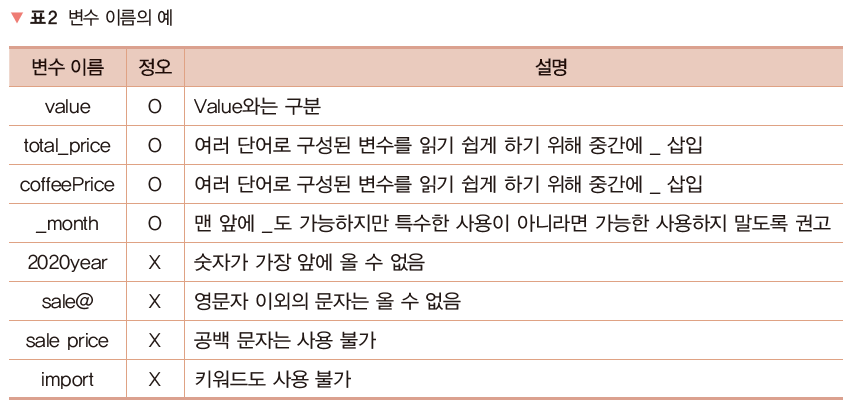 ▼ 표2 변수 이름의 예
변수 이름 정오 설명
value O Value와는 구분
total_price O 여러 단어로 구성된 변수를 읽기 쉽게 하기 위해 중간에 _ 삽입
coffeePrice O 여러 단어로 구성된 변수를 읽기 쉽게 하기 위해 중간에 _ 삽입
_month O 맨 앞에 _도 가능하지만 특수한 사용이 아니라면 가능한 사용하지 말도록 권고
2020year X 숫자가 가장 앞에 올 수 없음
sale@ X 영문자 이외의 문자는 올 수 없음
sale price X 공백 문자는 사용 불가
import X 키워드도 사용 불가